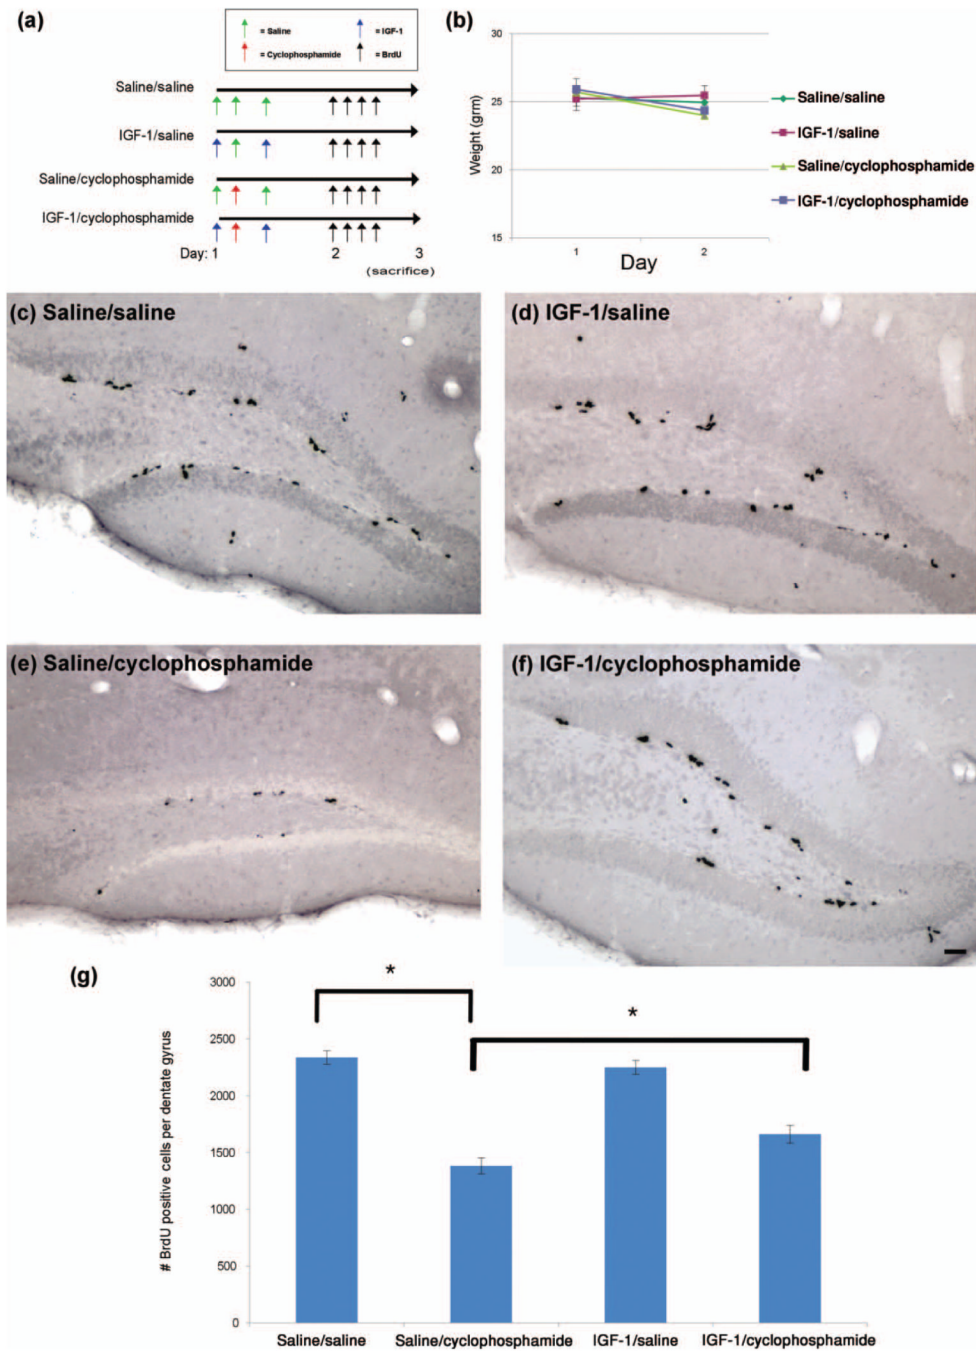 (a)
= Saline
= IGF-1
= Cyclophosphamide
= BrdU
Saline/saline
IGF-1/saline
Saline/cyclophosphamide
IGF-1/cyclophosphamide
Day: 1
2
3
(sacrifice)
(b)
30
25
20
15
Weight (grm)
1
2
Day
Saline/saline
IGF-1/saline
Saline/cyclophosphamide
IGF-1/cyclophosphamide
(c) Saline/saline
(d) IGF-1/saline
(e) Saline/cyclophosphamide
(f) IGF-1/cyclophosphamide
(g)
# BrdU positive cells per dentate gyrus
3000
2500
2000
1500
1000
500
0
*
*
Saline/saline
Saline/cyclophosphamide
IGF-1/saline
IGF-1/cyclophosphamide